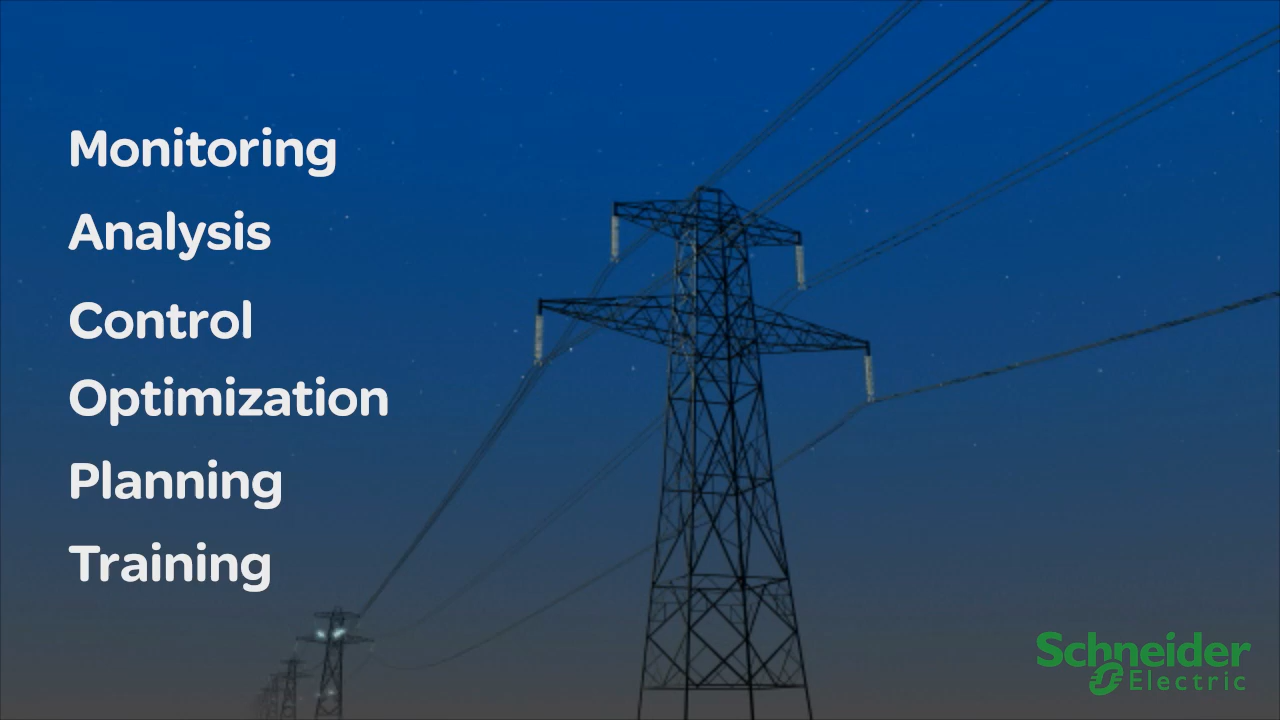 Monitoring
Analysis
Control
Optimization
Planning
Training
Schneider
Electric